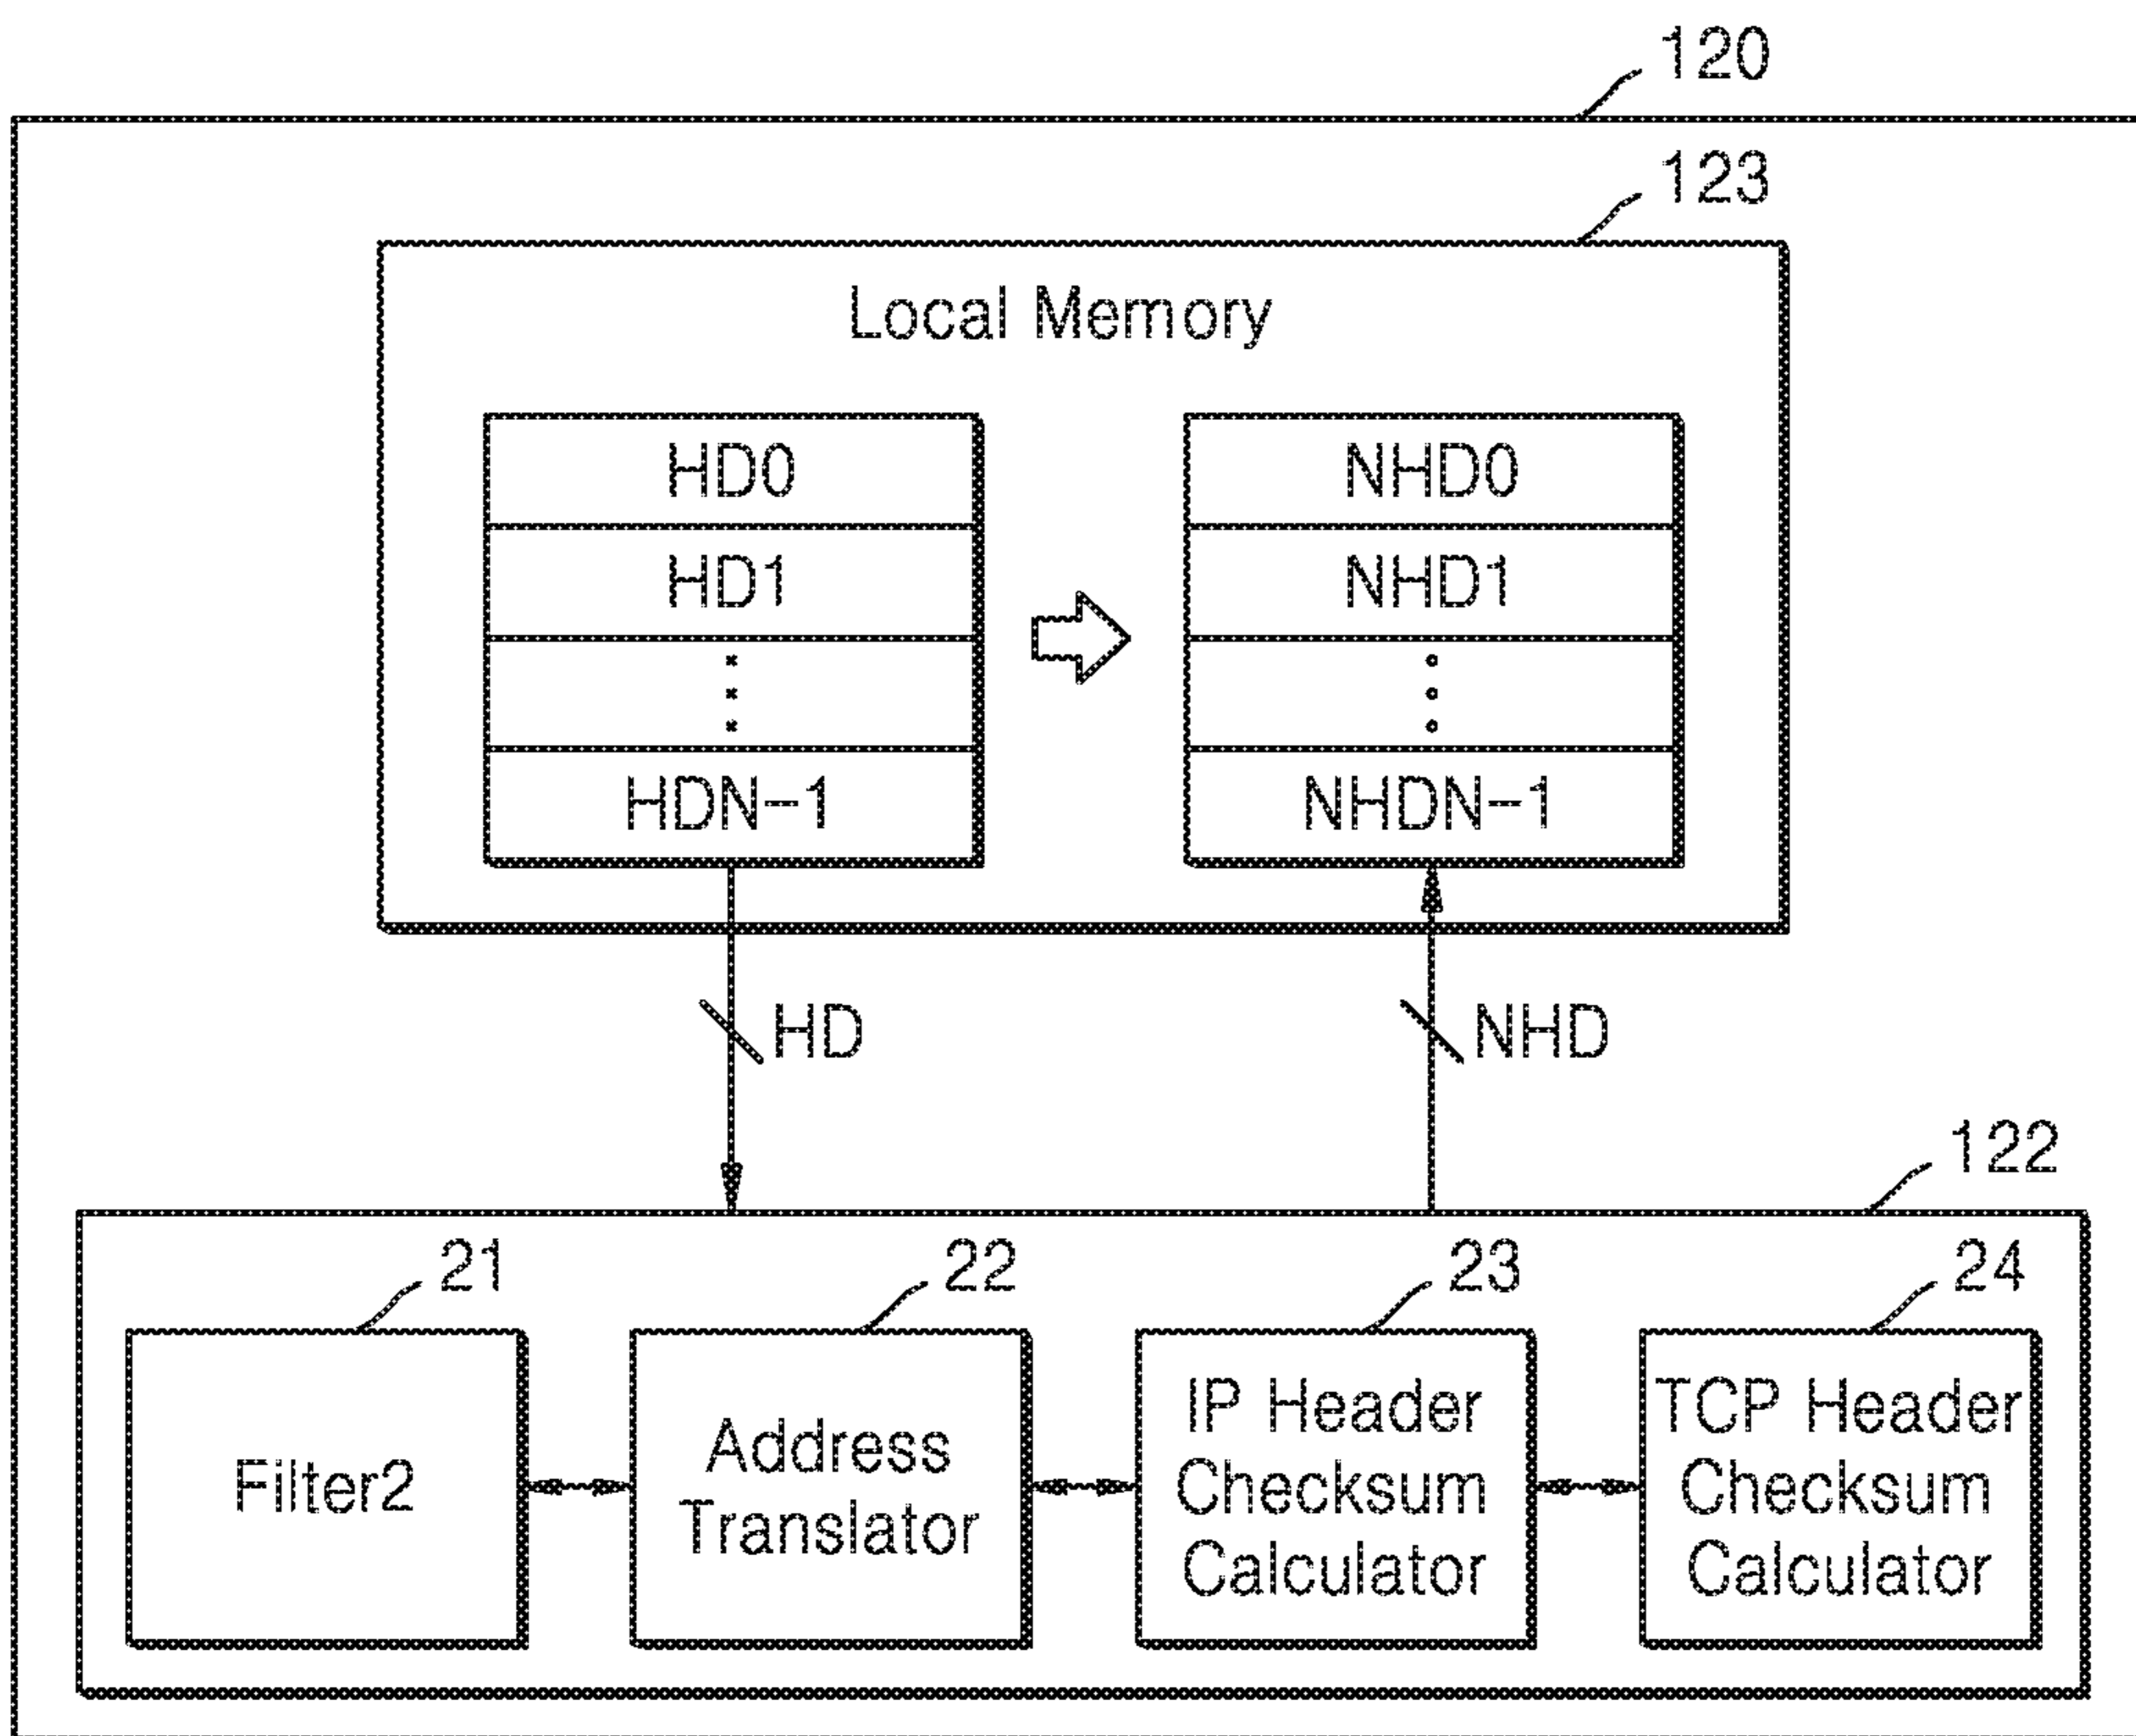 120
123
Local Memory
HD0
NHD0
HD1
NHD1
HDN-1
NHDN-1
HD
NHD
122
21
22
23
24
Filter2
Address
Translator
IP Header
Checksum
Calculator
TCP Header
Checksum
Calculator